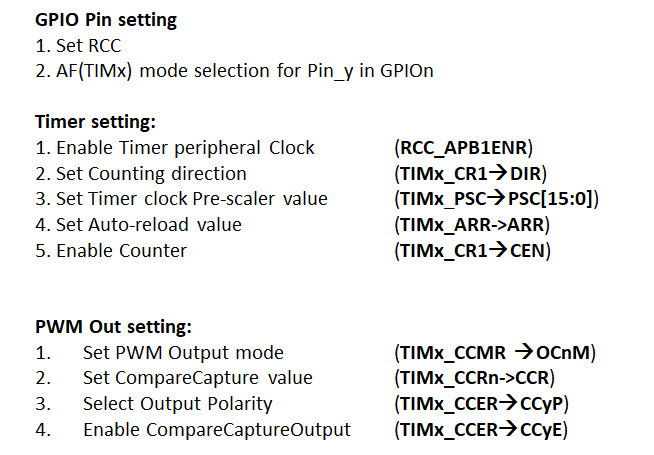 GPIO Pin setting
1. Set RCC
2. AF(TIMx) mode selection for Pin_y in GPIOn
Timer setting:
1. Enable Timer peripheral Clock (RCC_APB1ENR)
2. Set Counting direction (TIMx_CR1→DIR)
3. Set Timer clock Pre-scaler value (TIMx_PSC→PSC[15:0])
4. Set Auto-reload value (TIMx_ARR->ARR)
5. Enable Counter (TIMx_CR1→CEN)
PWM Out setting:
1. Set PWM Output mode (TIMx_CCMR →OCnM)
2. Set CompareCapture value (TIMx_CCRn->CCR)
3. Select Output Polarity (TIMx_CCER→CCyP)
4. Enable CompareCaptureOutput (TIMx_CCER→CCyE)